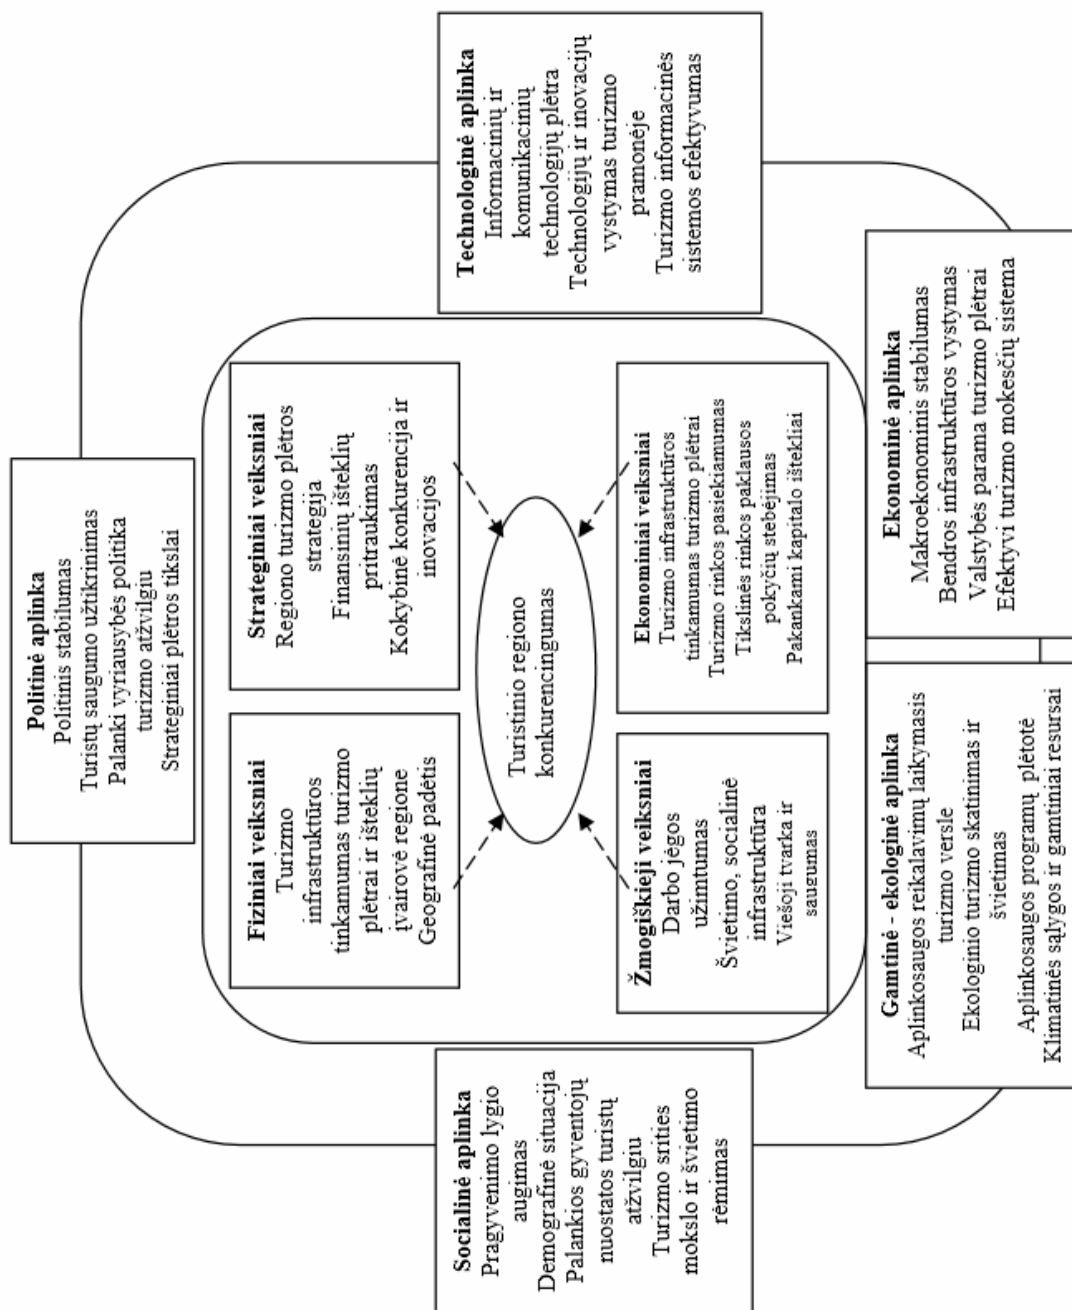 Politinė aplinka
Politinis stabilumas
Turistų saugumo užtikrinimas
Palanki vyriausybės politika
turizmo atžvilgiu
Strateginiai plėtros tikslai
Socialinė aplinka
Pragyvenimo lygio
augimas
Demografinė situacija
Palankios gyventojų
nuostatos turistų
atžvilgiu
Turizmo srities
mokslo ir švietimo
rėmimas
Fiziniai veiksniai
Turizmo
infrastruktūros
tinkamumas turizmo
plėtrai ir išteklių
įvairovė regione
Geografinė padėtis
Strateginiai veiksniai
Regiono turizmo plėtros
strategija
Finansinių išteklių
pritraukimas
Kokybinė konkurencija ir
inovacijos
Turistinio regiono
konkurencingumas
Žmogiškieji veiksniai
Darbo jėgos
užimtumas
Švietimo, socialinė
infrastruktūra
Viešoji tvarka ir
saugumas
Ekonominiai veiksniai
Turizmo infrastruktūros
tinkamumas turizmo plėtrai
Turizmo rinkos pasiekiamumas
Tikslinės rinkos paklausos
pokyčių stebėjimas
Pakankami kapitalo ištekliai
Technologinė aplinka
Informacinių ir
komunikacinių
technologijų plėtra
Technologijų ir inovacijų
vystymas turizmo
pramonėje
Turizmo informacinės
sistemos efektyvumas
Gamtinė - ekologinė aplinka
Aplinkosaugos reikalavimų laikymasis
turizmo versle
Ekologinio turizmo skatinimas ir
švietimas
Aplinkosaugos programų plėtotė
Klimatinės sąlygos ir gamtiniai resursai
Ekonominė aplinka
Makroekonominis stabilumas
Bendros infrastruktūros vystymas
Valstybės parama turizmo plėtrai
Efektyvi turizmo mokesčių sistema